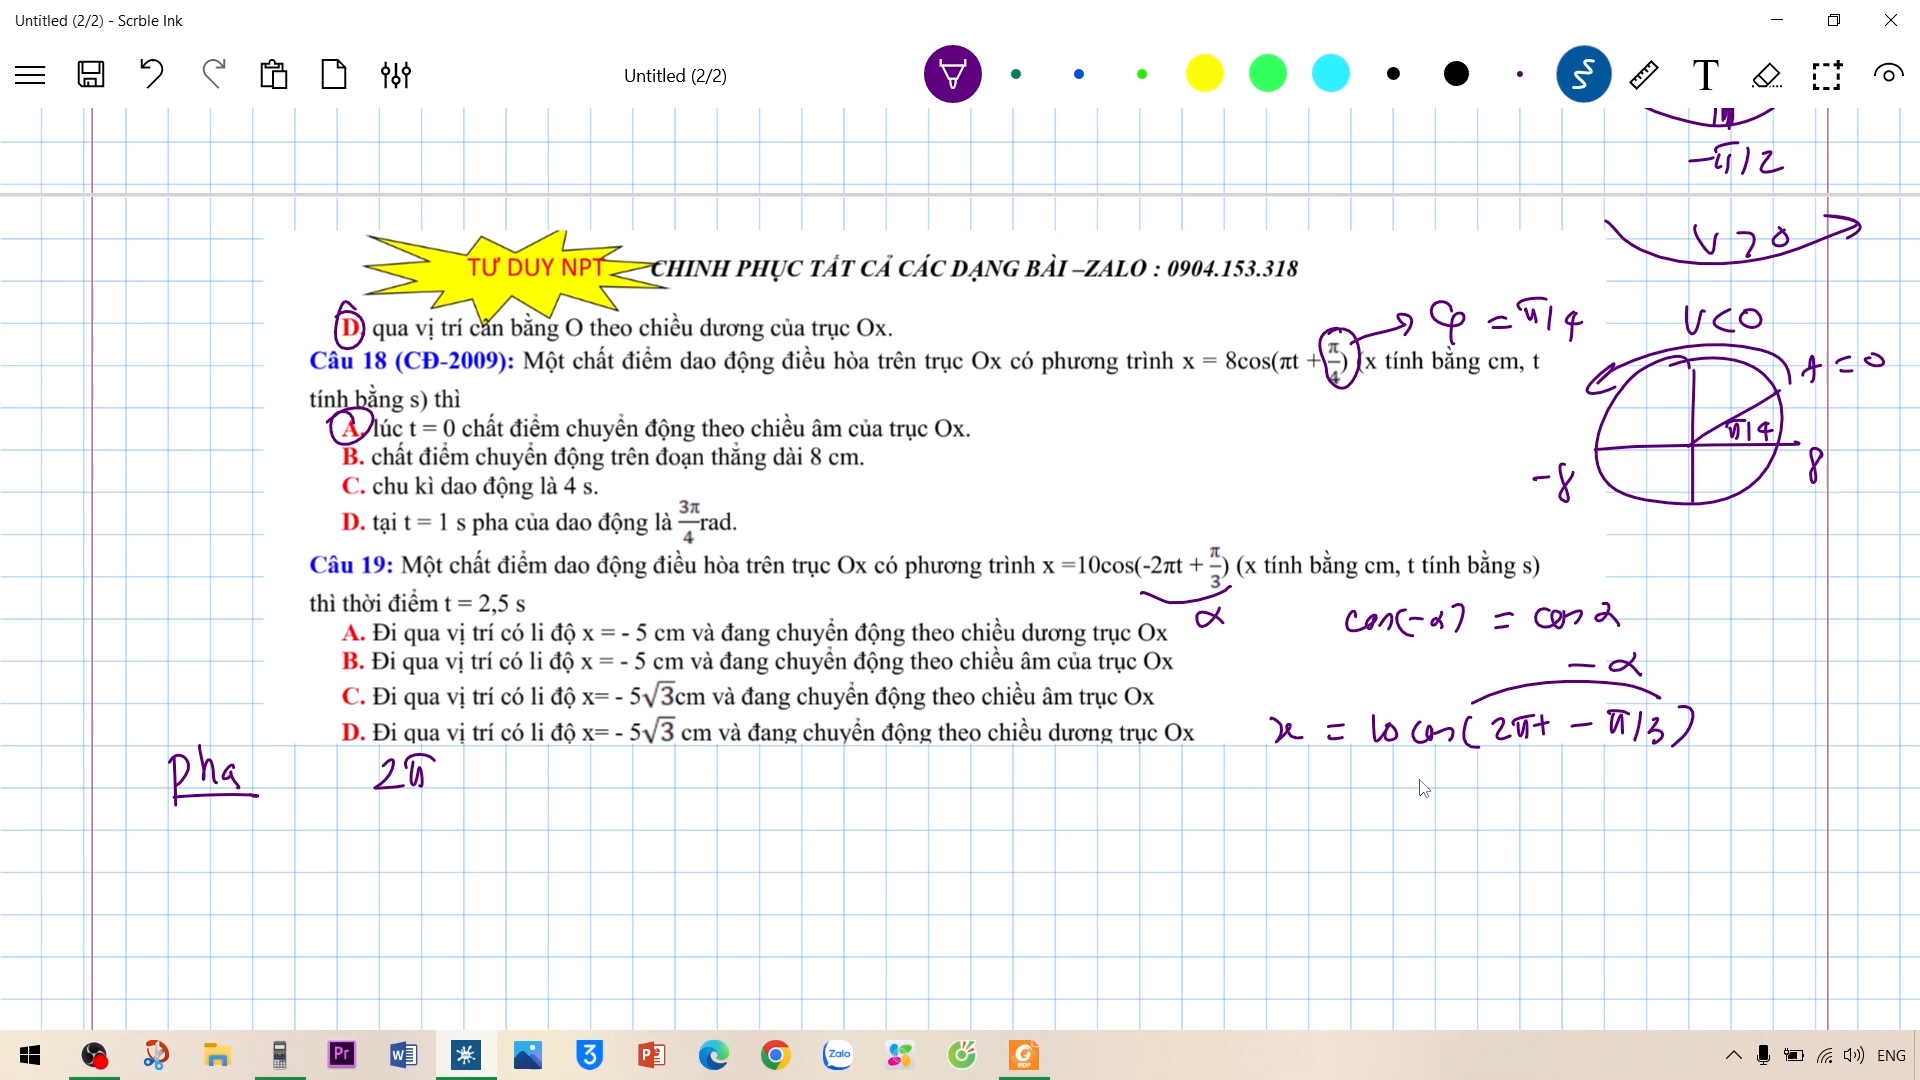 Untitled (2/2) - Scrble Ink
Untitled (2/2)
T
-π/2
V > 0
TƯ DUY NPT
CHINH PHỤC TẤT CẢ CÁC DẠNG BÀI –ZALO : 0904.153.318
D. qua vị trí cân bằng O theo chiều dương của trục Ox.
φ = π/4
V < 0
Câu 18 (CĐ-2009): Một chất điểm dao động điều hòa trên trục Ox có phương trình x = 8cos(πt + π/4) (x tính bằng cm, t
t = 0
tính bằng s) thì
A. lúc t = 0 chất điểm chuyển động theo chiều âm của trục Ox.
π/4
B. chất điểm chuyển động trên đoạn thẳng dài 8 cm.
-8
8
C. chu kì dao động là 4 s.
D. tại t = 1 s pha của dao động là 3π/4 rad.
Câu 19: Một chất điểm dao động điều hòa trên trục Ox có phương trình x =10cos(-2πt + π/3) (x tính bằng cm, t tính bằng s)
thì thời điểm t = 2,5 s
α
cos(-α) = cosα
A. Đi qua vị trí có li độ x = - 5 cm và đang chuyển động theo chiều dương trục Ox
B. Đi qua vị trí có li độ x = - 5 cm và đang chuyển động theo chiều âm của trục Ox
-α
C. Đi qua vị trí có li độ x= - 5√3cm và đang chuyển động theo chiều âm trục Ox
D. Đi qua vị trí có li độ x= - 5√3 cm và đang chuyển động theo chiều dương trục Ox
x = 10cos(2πt - π/3)
pha 2π
Pr
Zalo
PDF
ENG